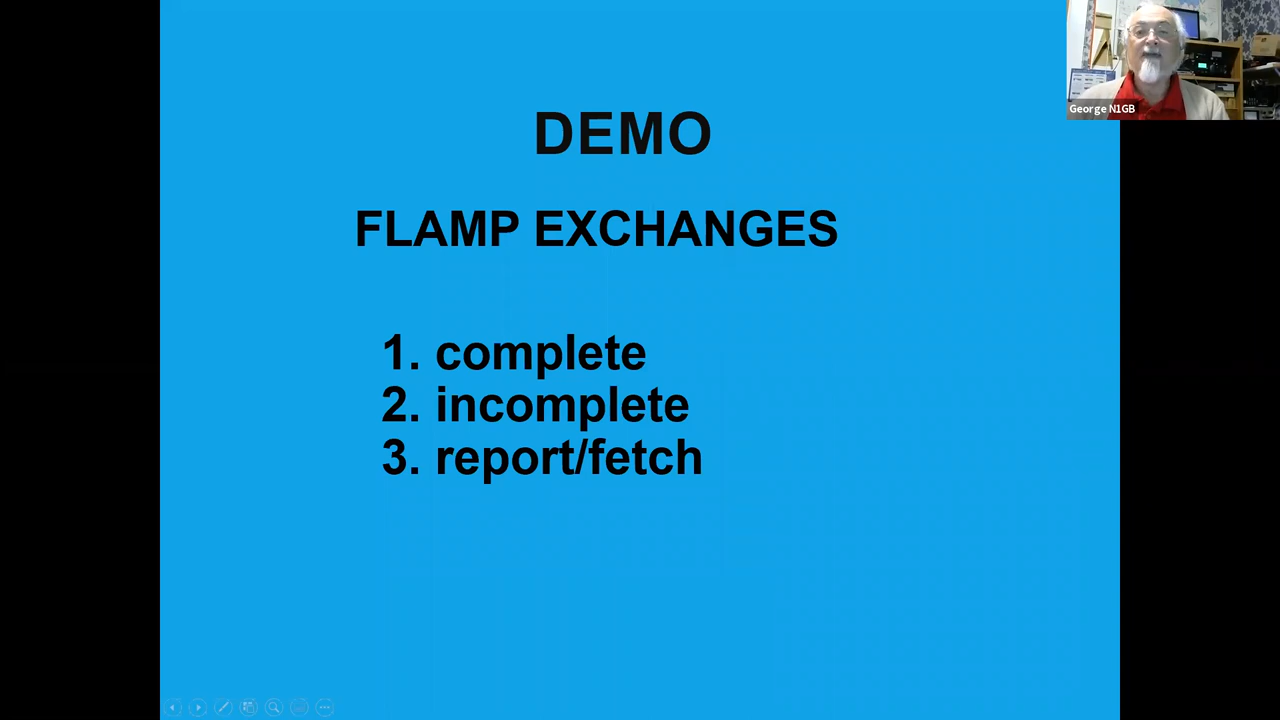 DEMO
FLAMP EXCHANGES
1. complete
2. incomplete
3. report/fetch
George N1GB